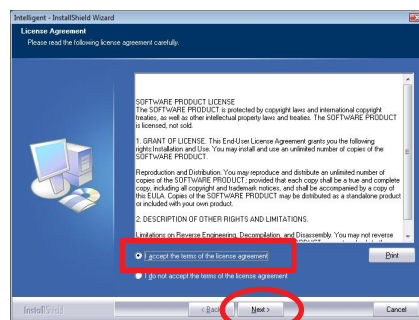 Intelligent - InstallShield Wizard
License Agreement
Please read the following license agreement carefully.
SOFTWARE PRODUCT LICENSE
The SOFTWARE PRODUCT is protected by copyright laws and international copyright
treaties, as well as other intellectual property laws and treaties. The SOFTWARE PRODUCT
is licensed, not sold.
1. GRANT OF LICENSE. This End-User License Agreement grants you the following
rights:Installation and Use. You may install and use an unlimited number of copies of the
SOFTWARE PRODUCT.
Reproduction and Distribution. You may reproduce and distribute an unlimited number of
copies of the SOFTWARE PRODUCT.; provided that each copy shall be a true and complete
copy, including all copyright and trademark notices, and shall be accompanied by a copy of
this EULA. Copies of the SOFTWARE PRODUCT may be distributed as a standalone product
or included with your own product.
2. DESCRIPTION OF OTHER RIGHTS AND LIMITATIONS.
Limitations on Reverse Engineering, Decompilation, and Disassembly. You may not reverse
I accept the terms of the license agreement
Print
I do not accept the terms of the license agreement
InstallShield
< Back
Next >
Cancel